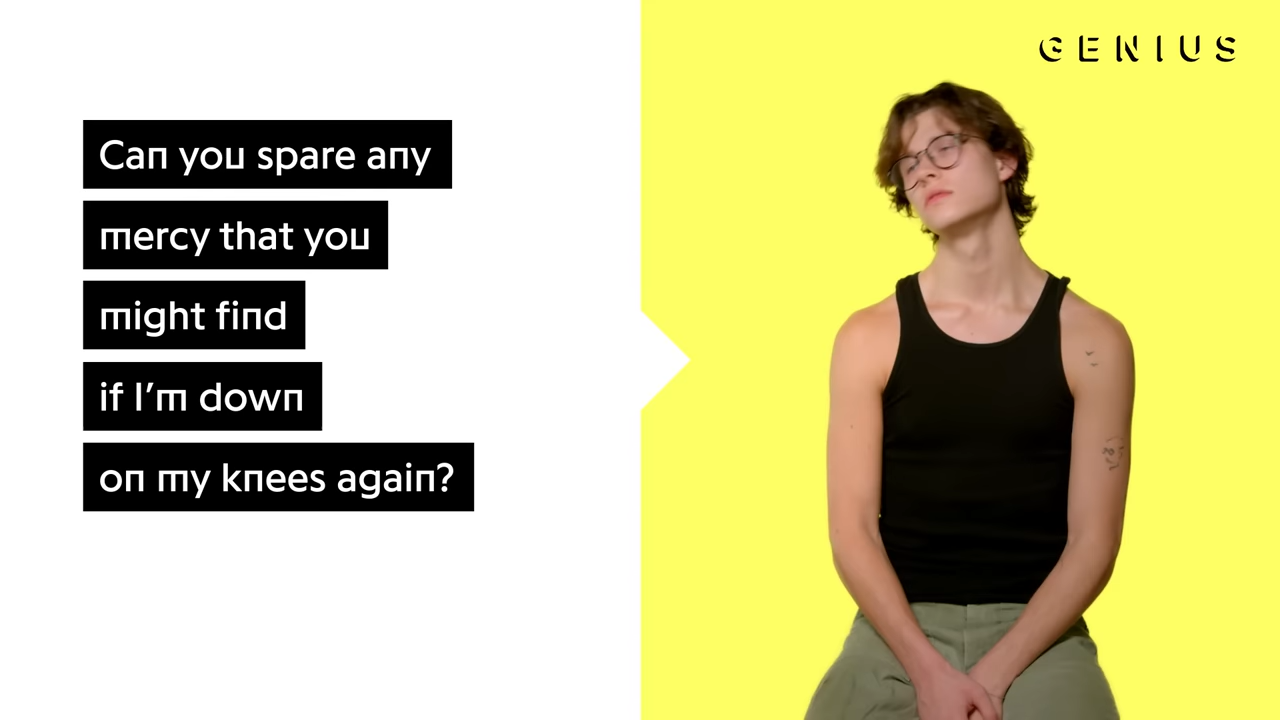 GENIUS
Can you spare any
mercy that you
might find
if I'm down
on my knees again?